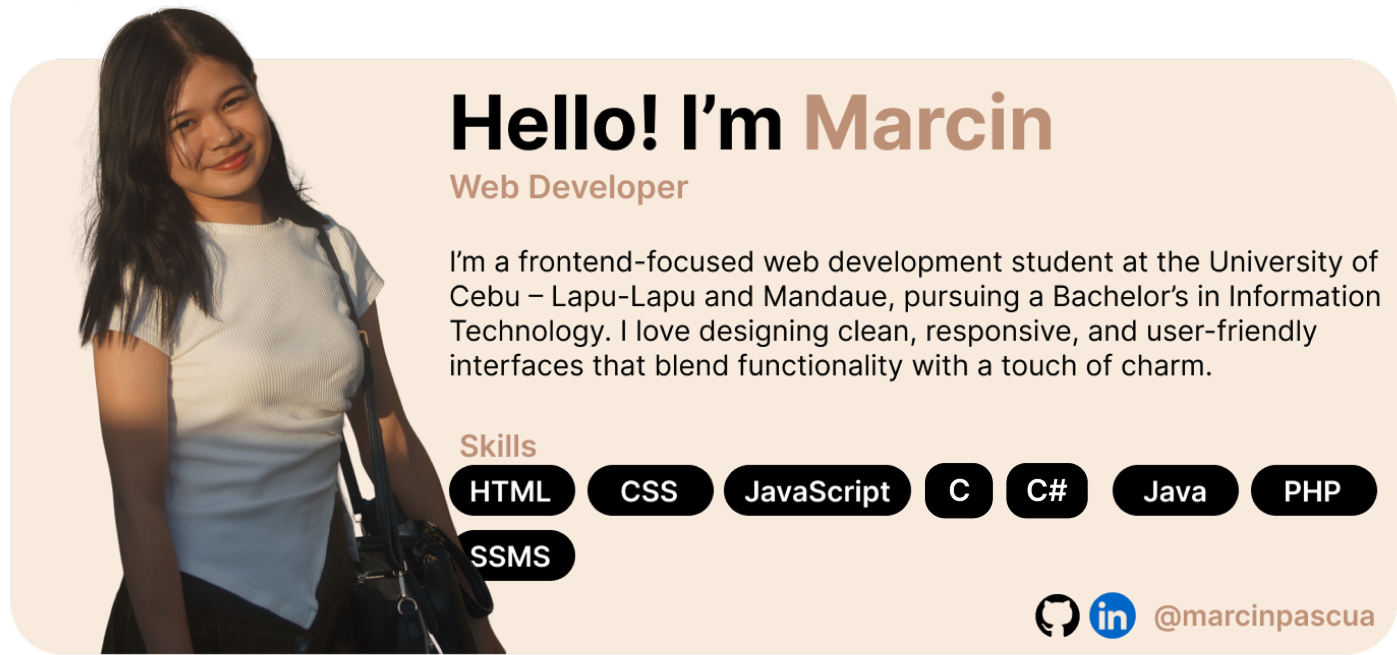 Hello! I’m Marcin
Web Developer
I’m a frontend-focused web development student at the University of
Cebu – Lapu-Lapu and Mandaue, pursuing a Bachelor’s in Information
Technology. I love designing clean, responsive, and user-friendly
interfaces that blend functionality with a touch of charm.
Skills
HTML CSS JavaScript C C# Java PHP
SSMS
in @marcinpascua